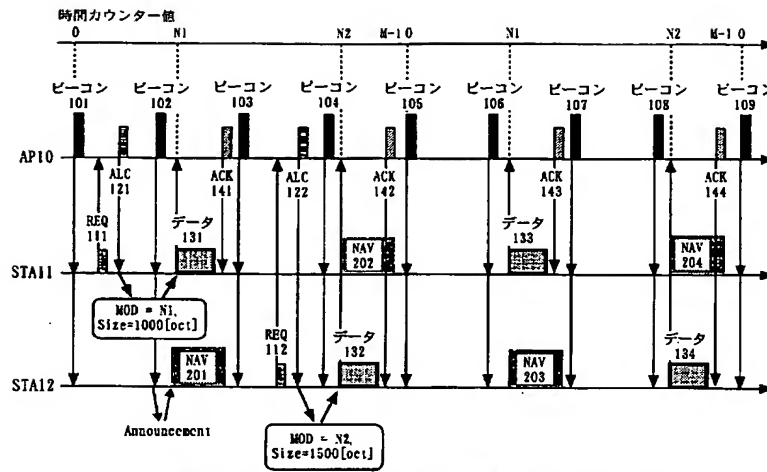 時間カウンター値
0 N1 N2 M-1 0 N1 N2 M-1 0
ビーコン ビーコン ビーコン ビーコン ビーコン ビーコン ビーコン ビーコン ビーコン
101 102 103 104 105 106 107 108 109
AP10
ALC
121
ACK
141
ALC
122
ACK
142
ACK
143
ACK
144
REQ
111
データ
131
NAV
202
データ
133
NAV
204
STA11
MOD = N1,
Size=1000[oct]
REQ
112
データ
132
データ
134
NAV
201
NAV
203
STA12
Announcement
MOD = N2,
Size=1500[oct]